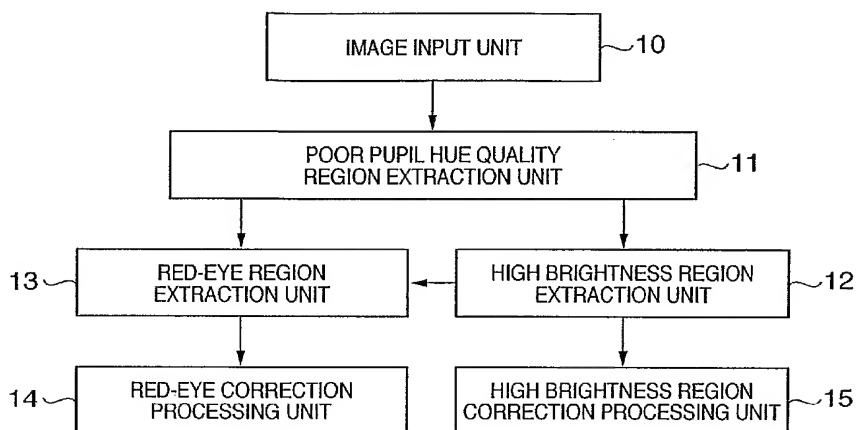 IMAGE INPUT UNIT
10
POOR PUPIL HUE QUALITY
REGION EXTRACTION UNIT
11
13
RED-EYE REGION
EXTRACTION UNIT
HIGH BRIGHTNESS REGION
EXTRACTION UNIT
12
14
RED-EYE CORRECTION
PROCESSING UNIT
HIGH BRIGHTNESS REGION
CORRECTION PROCESSING UNIT
15